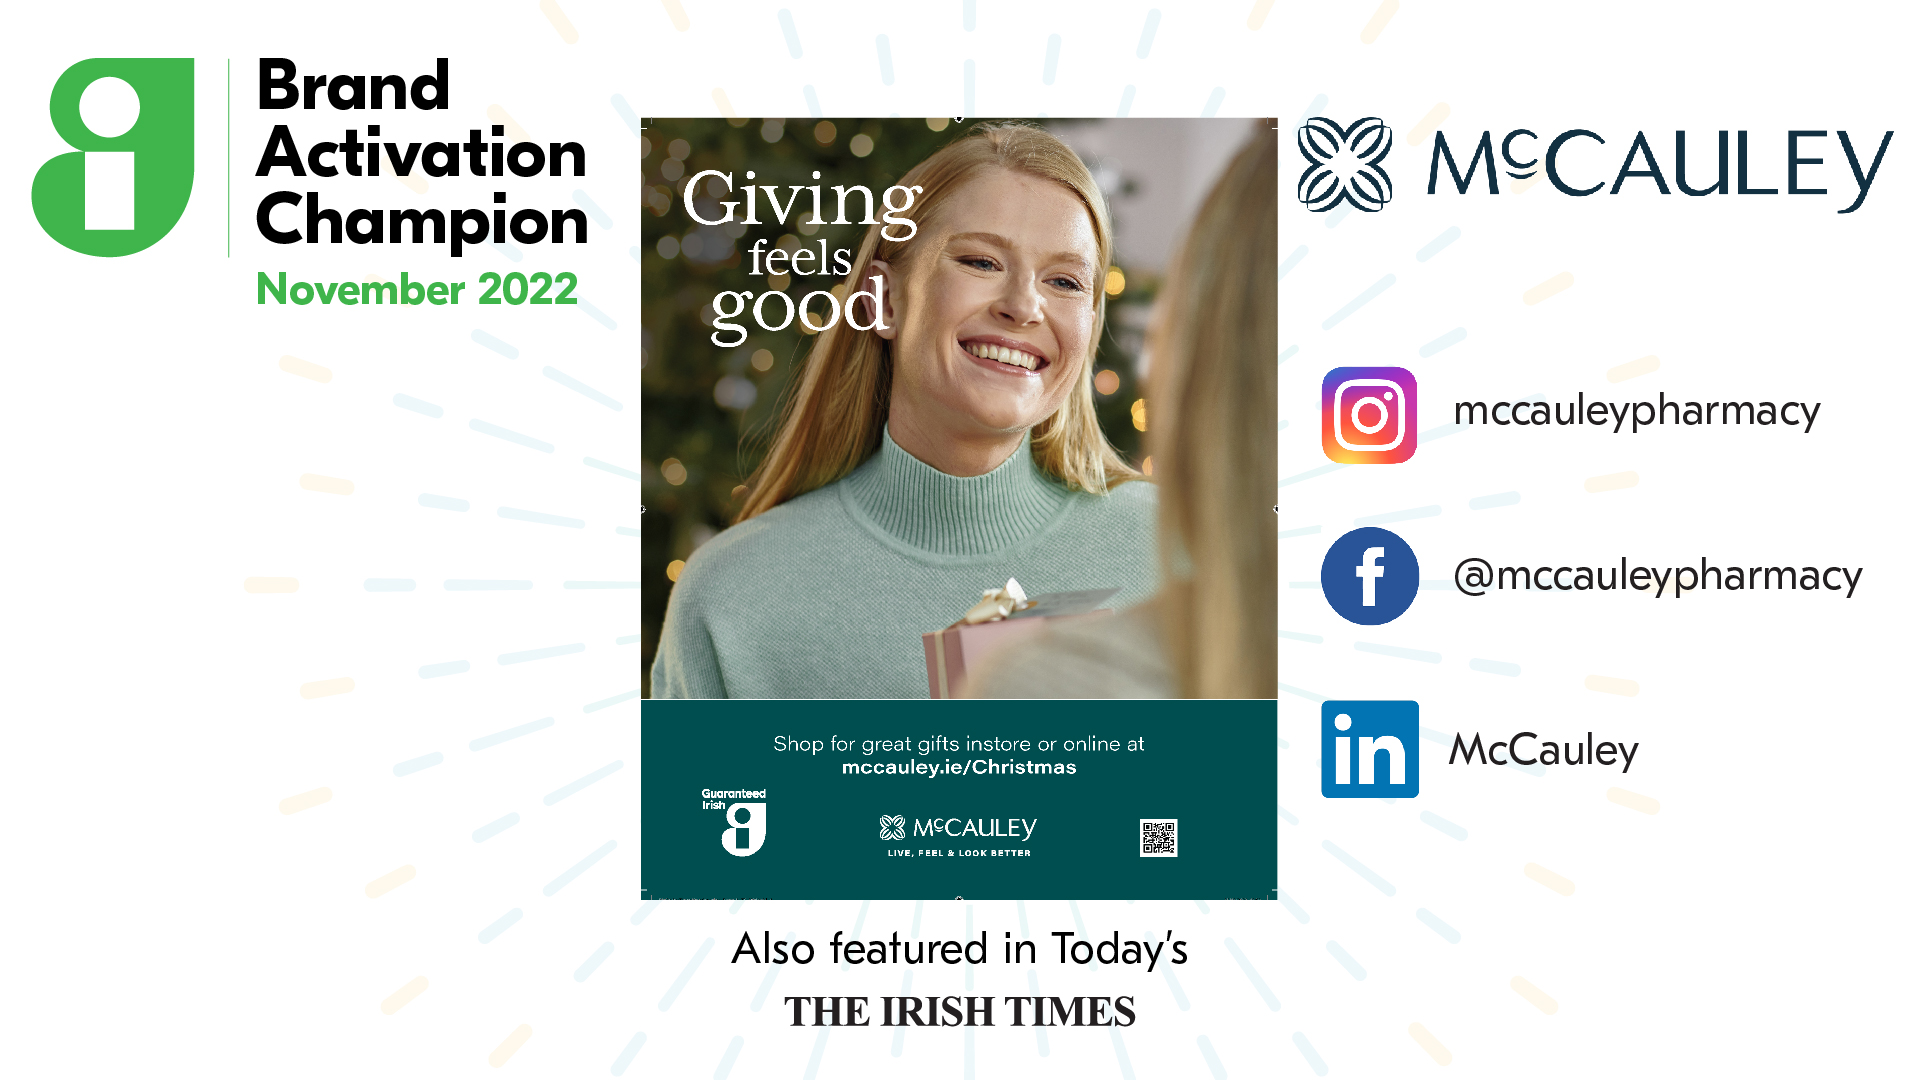 Brand
Activation
Champion
November 2022
Giving
feels
good
Shop for great gifts instore or online at
mccauley.ie/Christmas
Guaranteed
Irish
McCAULEY
LIVE, FEEL & LOOK BETTER
Also featured in Today's
THE IRISH TIMES
McCAULEY
mccauleypharmacy
@mccauleypharmacy
in
McCauley